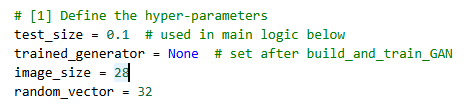 # [1] Define the hyper-parameters
test_size = 0.1  # used in main logic below
trained_generator = None  # set after build_and_train_GAN
image_size = 28
random_vector = 32